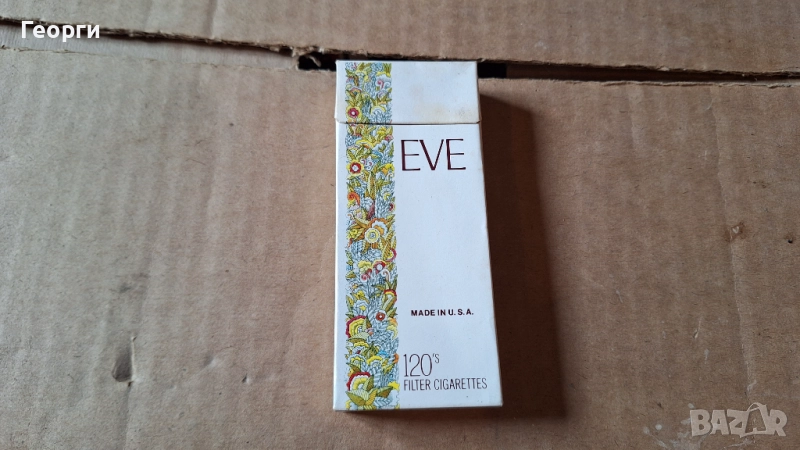 Георги
EVE
MADE IN U.S.A.
120's
FILTER CIGARETTES
BAZAR